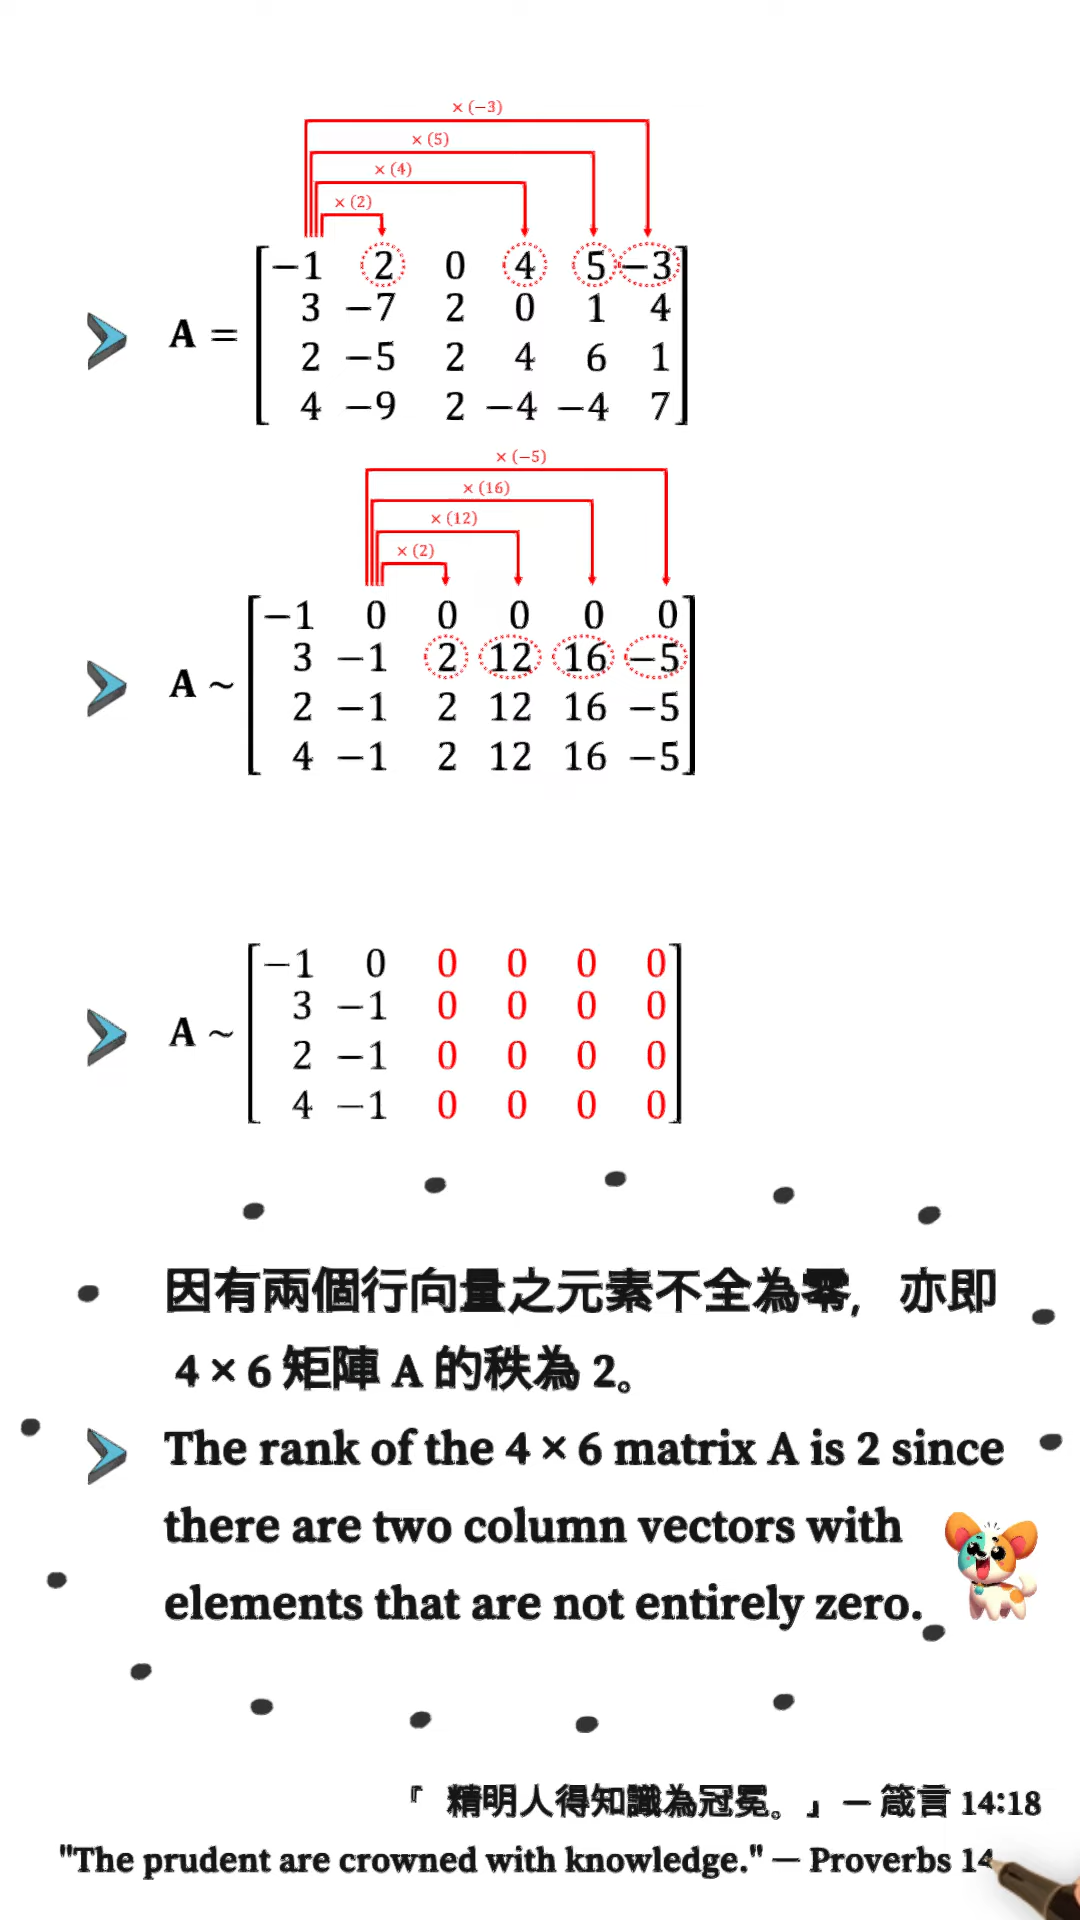 × (−3)
× (5)
× (4)
× (2)
A = [ −1 2 0 4 5 −3
3 −7 2 0 1 4
2 −5 2 4 6 1
4 −9 2 −4 −4 7 ]
× (−5)
× (16)
× (12)
× (2)
A ~ [ −1 0 0 0 0 0
3 −1 2 12 16 −5
2 −1 2 12 16 −5
4 −1 2 12 16 −5 ]
A ~ [ −1 0 0 0 0 0
3 −1 0 0 0 0
2 −1 0 0 0 0
4 −1 0 0 0 0 ]
因有兩個行向量之元素不全為零, 亦即
4 × 6 矩陣 A 的秩為 2。
The rank of the 4 × 6 matrix A is 2 since
there are two column vectors with
elements that are not entirely zero.
『 精明人得知識為冠冕。』— 箴言 14:18
"The prudent are crowned with knowledge." — Proverbs 14